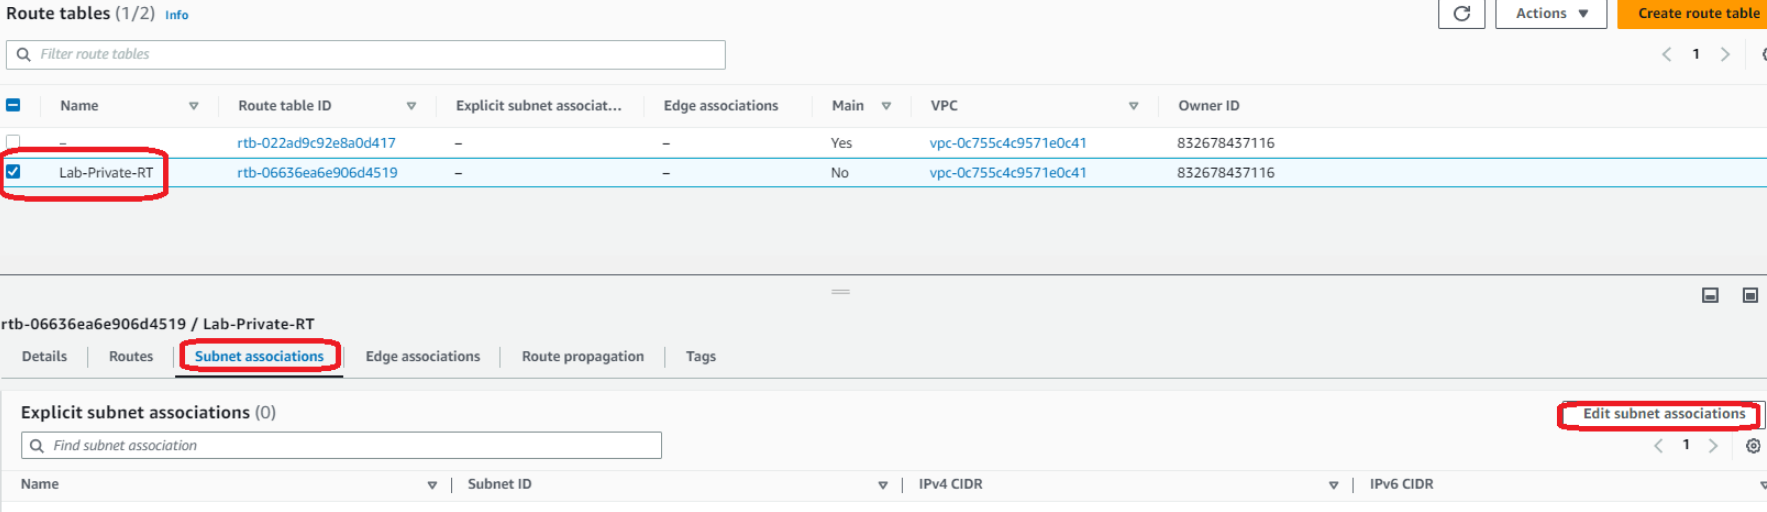 Route tables (1/2) Info
Actions Create route table
Filter route tables
1
Name Route table ID Explicit subnet associat... Edge associations Main VPC Owner ID
– rtb-022ad9c92e8a0d417 – – Yes vpc-0c755c4c9571e0c41 832678437116
Lab-Private-RT rtb-06636ea6e906d4519 – – No vpc-0c755c4c9571e0c41 832678437116
rtb-06636ea6e906d4519 / Lab-Private-RT
Details Routes Subnet associations Edge associations Route propagation Tags
Explicit subnet associations (0) Edit subnet associations
Find subnet association 1
Name Subnet ID IPv4 CIDR IPv6 CIDR